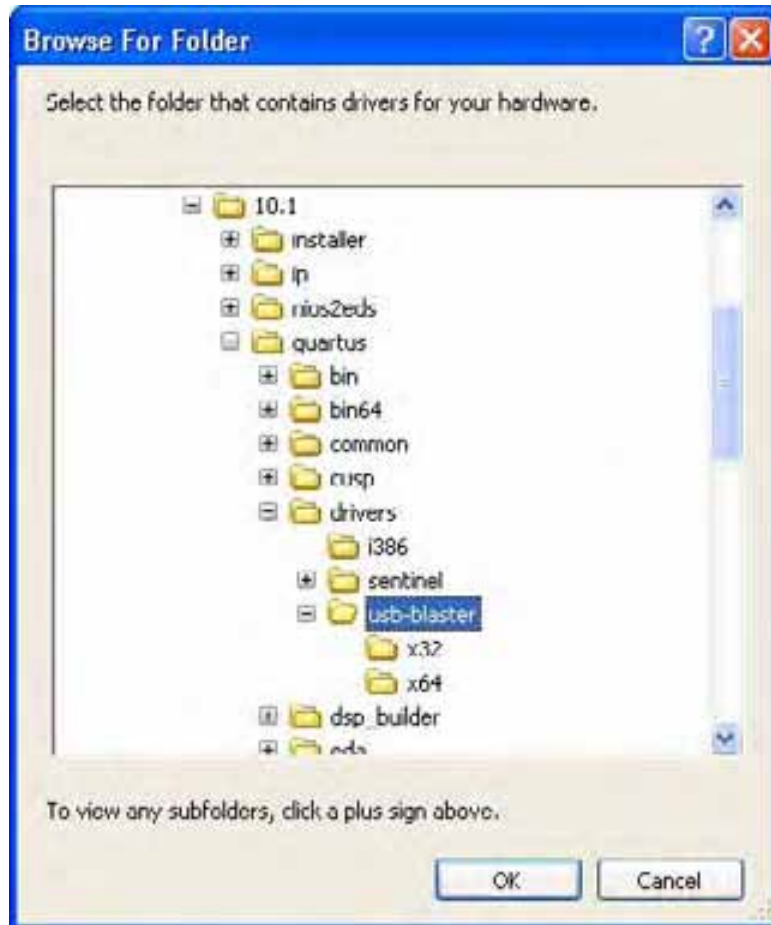 Browse For Folder
Select the folder that contains drivers for your hardware.
10.1
installer
ip
nios2eds
quartus
bin
bin64
common
cusp
drivers
i386
sentinel
usb-blaster
x32
x64
dsp_builder
eda
To view any subfolders, click a plus sign above.
OK Cancel